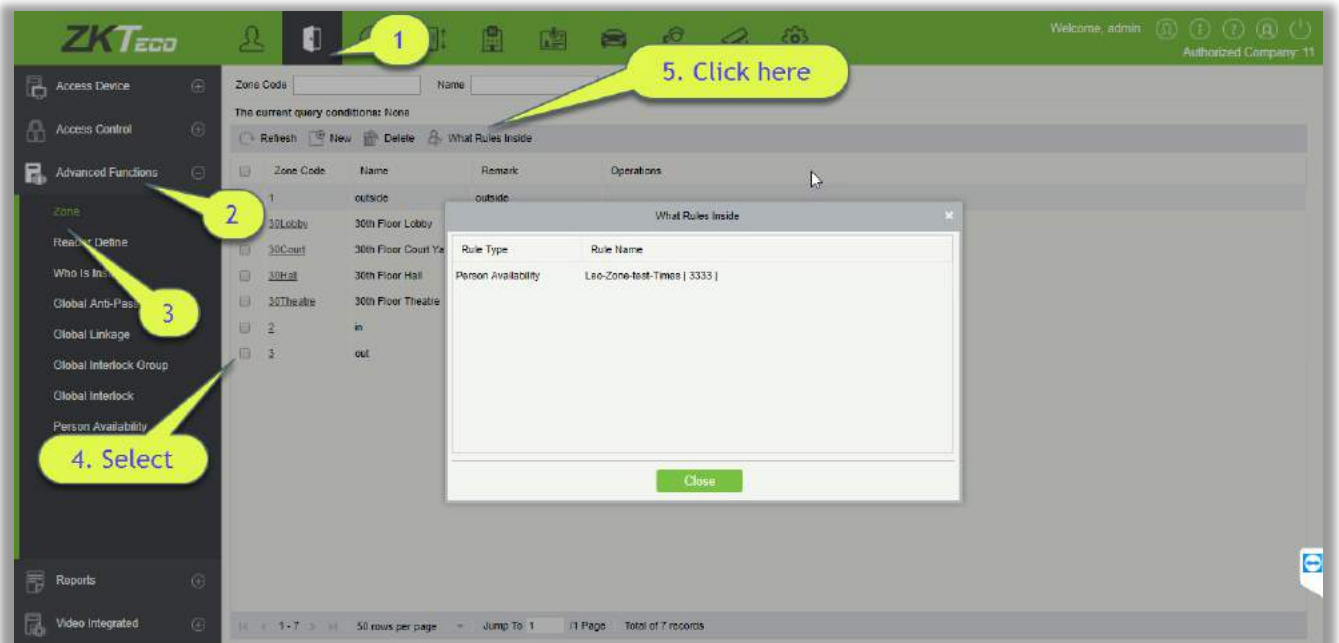 ZKTECO
1
Welcome, admin
Authorized Company: 11
5. Click here
Access Device
Zone Code
Name
The current query conditions: None
Access Control
Refresh New Delete What Rules Inside
Advanced Functions
Zone Code Name Remark Operations
2
1 outside outside
What Rules Inside
Zone
30Lobby 30th Floor Lobby
Reader Define
30Court 30th Floor Court Ya
Rule Type Rule Name
Who Is Ins
30Hall 30th Floor Hall
Person Availability Leo-Zone-test-Times [ 3333 ]
Global Anti-Pass
3
30Theatre 30th Floor Theatre
Global Linkage
2 in
3 out
Global Interlock Group
Global Interlock
Person Availability
4. Select
Close
Reports
Video Integrated
1 - 7 50 rows per page Jump To 1 /1 Page Total of 7 records